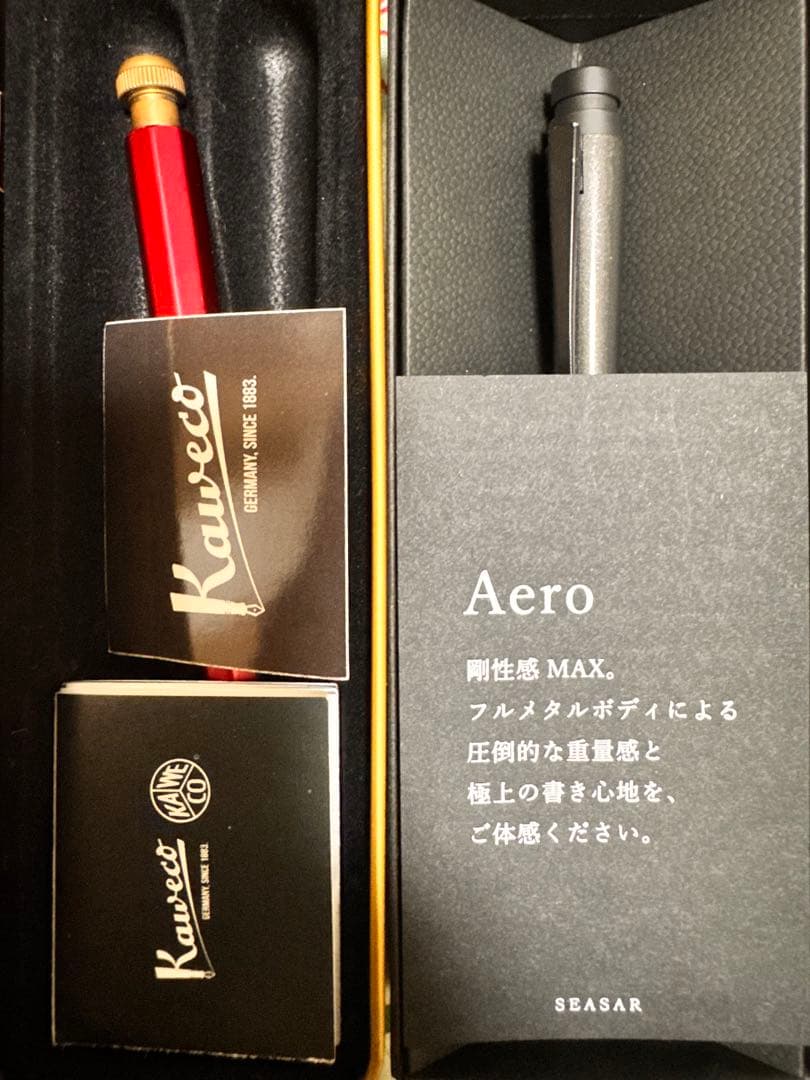 Kaweco
GERMANY, SINCE 1883.
KA WE CO
Kaweco
GERMANY, SINCE 1883.
Aero
剛性感 MAX。
フルメタルボディによる
圧倒的な重量感と
極上の書き心地を、
ご体感ください。
SEASAR